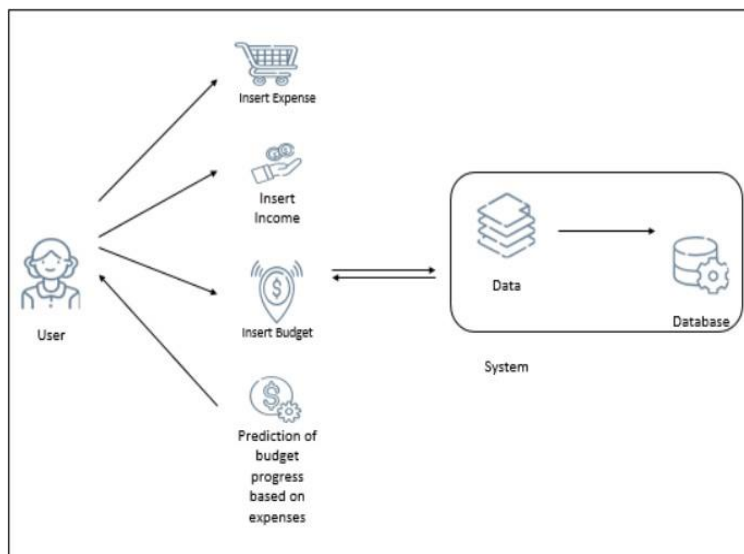 Insert Expense
Insert
Income
User
Insert Budget
Prediction of
budget
progress
based on
expenses
Data
Database
System
$
$